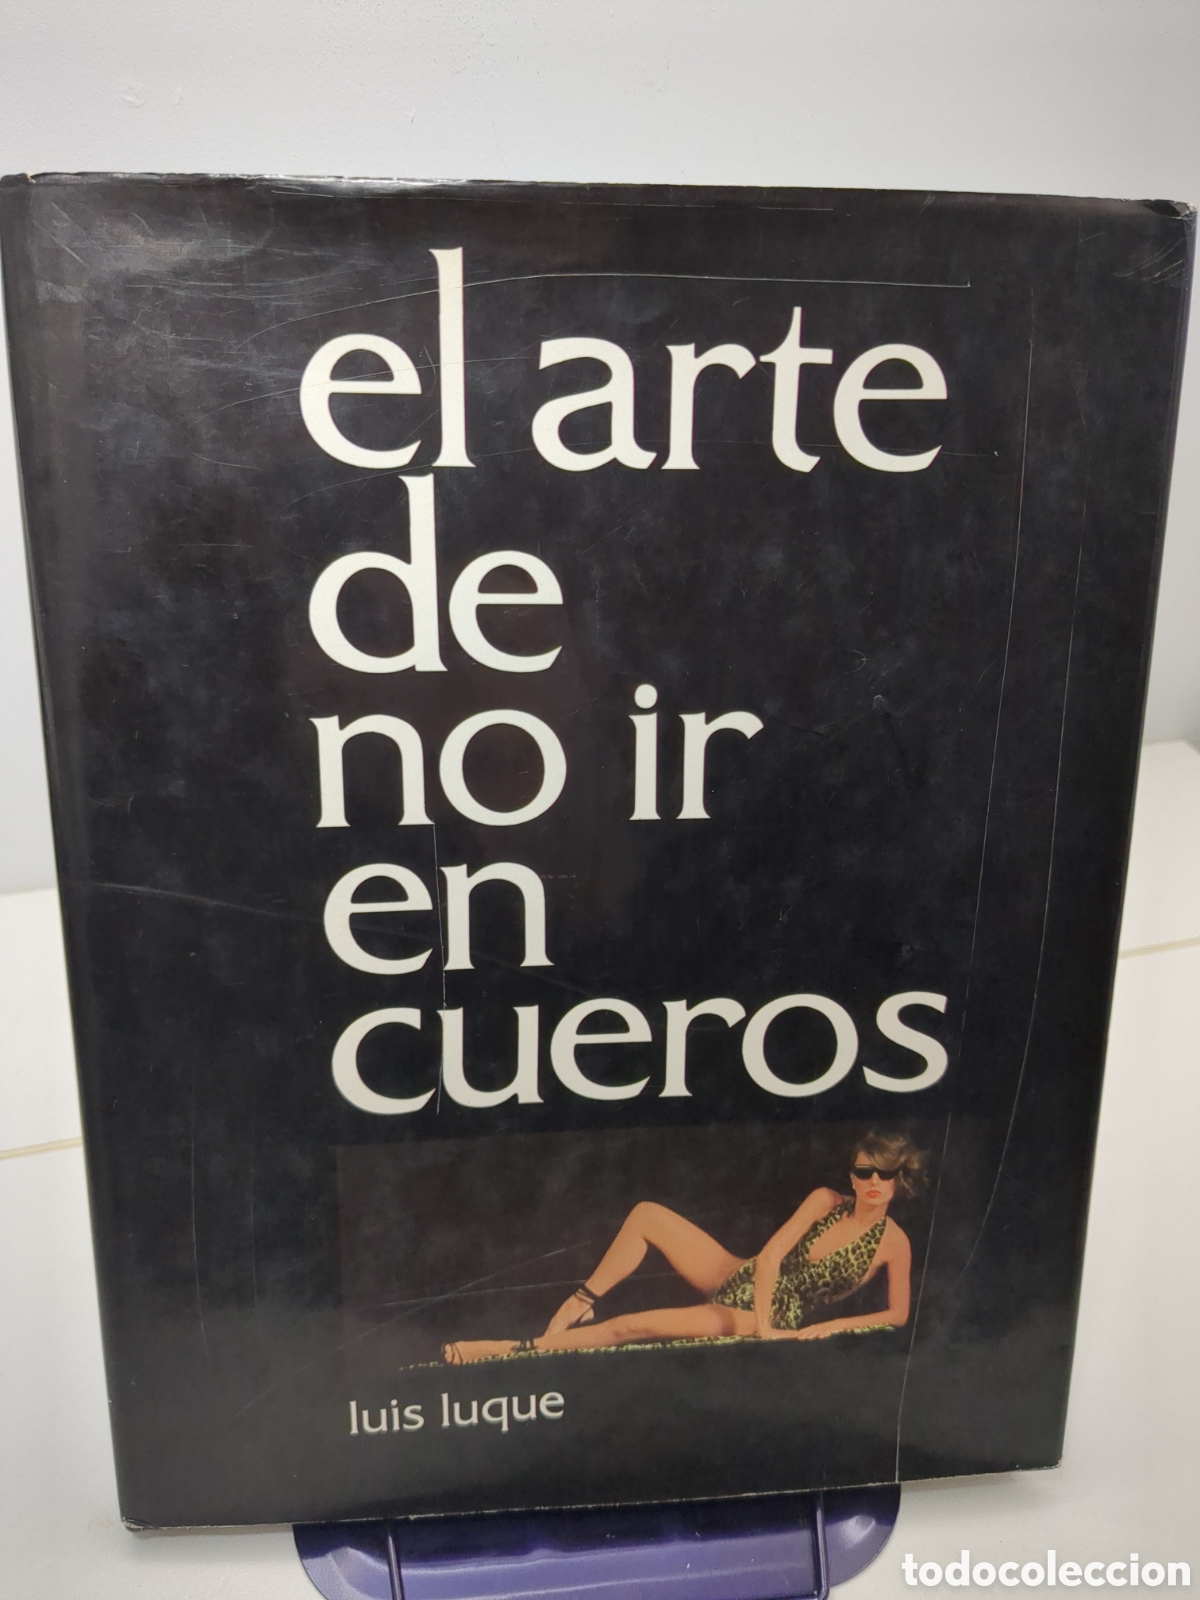 el arte
de
no ir
en
cueros
luis luque
todocoleccion